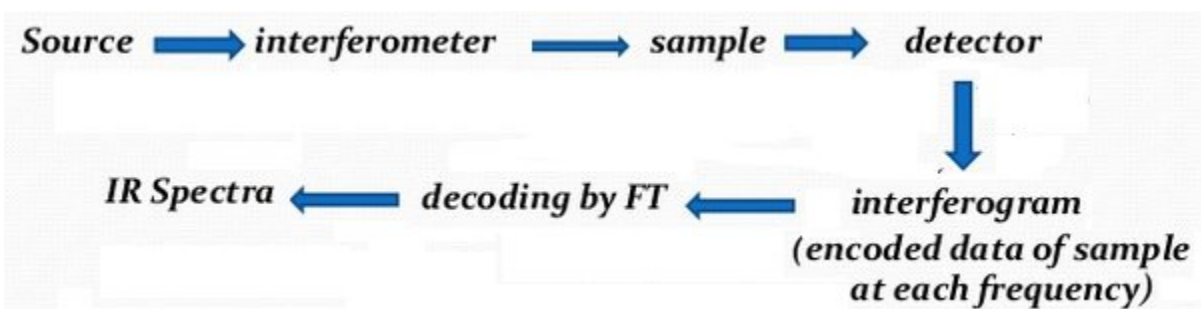 Source interferometer sample detector
IR Spectra decoding by FT interferogram
(encoded data of sample
at each frequency)